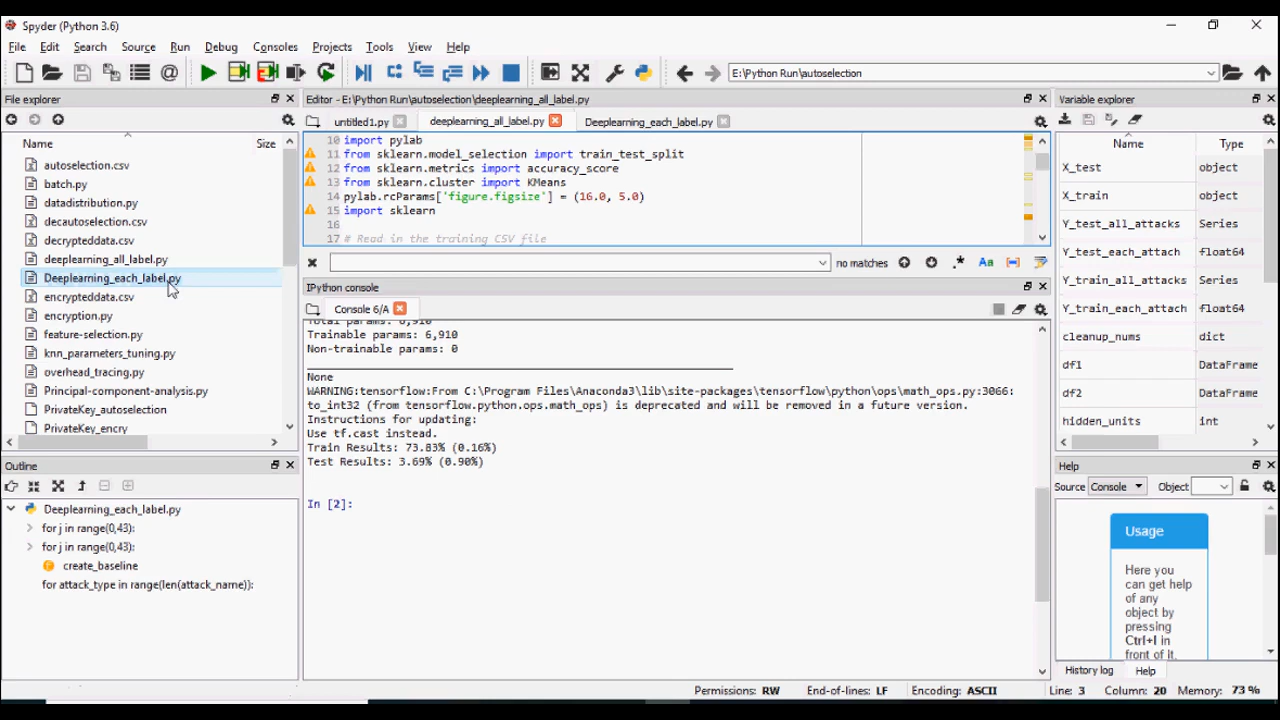 Spyder (Python 3.6)
File Edit Search Source Run Debug Consoles Projects Tools View Help
E:\Python Run\autoselection
File explorer
Name Size
autoselection.csv
batch.py
datadistribution.py
decautoselection.csv
decrypteddata.csv
deeplearning_all_label.py
Deeplearning_each_label.py
encrypteddata.csv
encryption.py
feature-selection.py
knn_parameters_tuning.py
overhead_tracing.py
Principal-component-analysis.py
PrivateKey_autoselection
PrivateKey_encry
Outline
Deeplearning_each_label.py
for j in range(0,43):
for j in range(0,43):
create_baseline
for attack_type in range(len(attack_name)):
Editor - E:\Python Run\autoselection\deeplearning_all_label.py
untitled1.py deeplearning_all_label.py Deeplearning_each_label.py
10 import pylab
11 from sklearn.model_selection import train_test_split
12 from sklearn.metrics import accuracy_score
13 from sklearn.cluster import KMeans
14 pylab.rcParams['figure.figsize'] = (16.0, 5.0)
15 import sklearn
16
17 # Read in the training CSV file
no matches Aa
IPython console
Console 6/A
Total params: 6,910
Trainable params: 6,910
Non-trainable params: 0
None
WARNING:tensorflow:From C:\Program Files\Anaconda3\lib\site-packages\tensorflow\python\ops\math_ops.py:3066:
to_int32 (from tensorflow.python.ops.math_ops) is deprecated and will be removed in a future version.
Instructions for updating:
Use tf.cast instead.
Train Results: 73.83% (0.16%)
Test Results: 3.69% (0.90%)
In [2]:
Variable explorer
Name Type
X_test object
X_train object
Y_test_all_attacks Series
Y_test_each_attach float64
Y_train_all_attacks Series
Y_train_each_attach float64
cleanup_nums dict
df1 DataFrame
df2 DataFrame
hidden_units int
Help
Source Console Object
Usage
Here you
can get help
of any
object by
pressing
Ctrl+I in
front of it,
History log Help
Permissions: RW End-of-lines: LF Encoding: ASCII Line: 3 Column: 20 Memory: 73 %